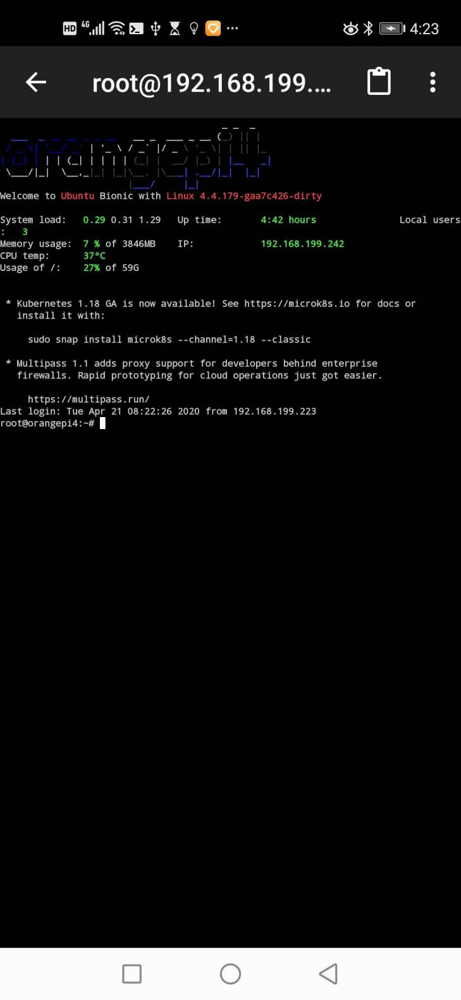 HD 4G 4:23
root@192.168.199....
orangepi4
Welcome to Ubuntu Bionic with Linux 4.4.179-gaa7c426-dirty
System load: 0.29 0.31 1.29 Up time: 4:42 hours Local users
: 3
Memory usage: 7 % of 3846MB IP: 192.168.199.242
CPU temp: 37°C
Usage of /: 27% of 59G
* Kubernetes 1.18 GA is now available! See https://microk8s.io for docs or
install it with:
sudo snap install microk8s --channel=1.18 --classic
* Multipass 1.1 adds proxy support for developers behind enterprise
firewalls. Rapid prototyping for cloud operations just got easier.
https://multipass.run/
Last login: Tue Apr 21 08:22:26 2020 from 192.168.199.223
root@orangepi4:~#